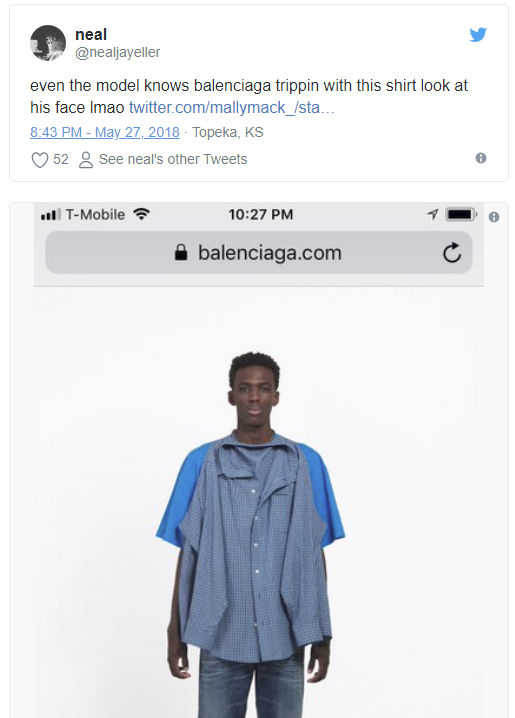 neal
@nealjayeller
even the model knows balenciaga trippin with this shirt look at
his face lmao twitter.com/mallymack_/sta…
8:43 PM - May 27, 2018 · Topeka, KS
52 See neal's other Tweets
T-Mobile 10:27 PM
balenciaga.com